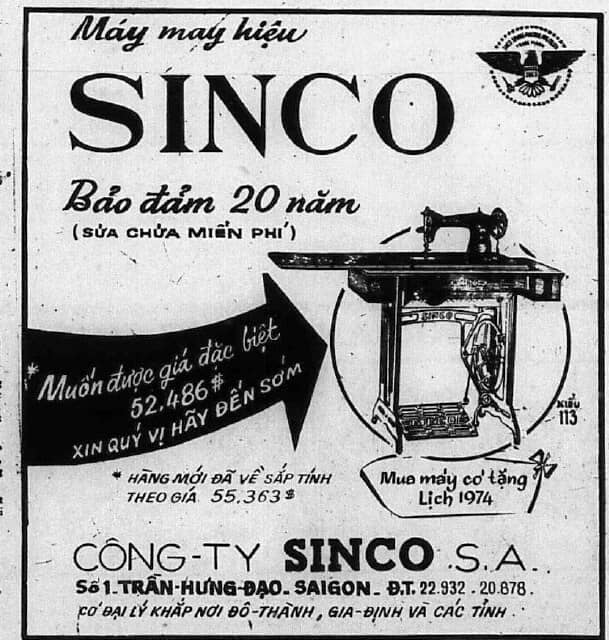 Máy may hiệu
SINCO
Bảo đảm 20 năm
(SỬA CHỬA MIỄN PHÍ)
SINCO
* Muốn được giá đặc biệt
52.486$
XIN QUÝ VỊ HÃY ĐẾN SỚM
KIỂU
113
* HÀNG MỚI ĐÃ VỀ SẮP TÍNH
THEO GIÁ 55,363$
Mua máy có tặng
Lịch 1974
CÔNG-TY SINCO S.A.
Số 1-TRẦN-HƯNG-ĐẠO-SAIGON-Đ.T. 22.932-20.878.
CÓ ĐẠI LÝ KHẮP NƠI ĐÔ-THÀNH, GIA-ĐỊNH VÀ CÁC TỈNH.